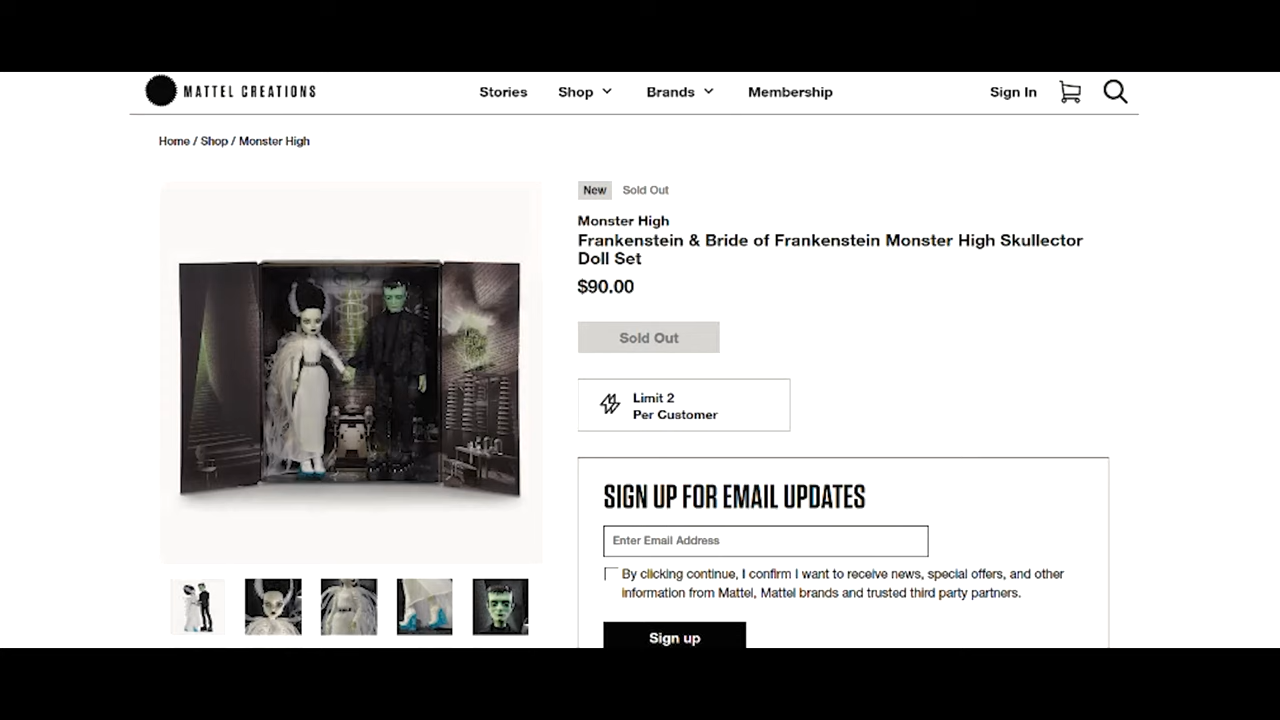 MATTEL CREATIONS
Stories Shop Brands Membership
Sign In
Home / Shop / Monster High
New Sold Out
Monster High
Frankenstein & Bride of Frankenstein Monster High Skullector
Doll Set
$90.00
Sold Out
Limit 2
Per Customer
SIGN UP FOR EMAIL UPDATES
Enter Email Address
By clicking continue, I confirm I want to receive news, special offers, and other
information from Mattel, Mattel brands and trusted third party partners.
Sign up